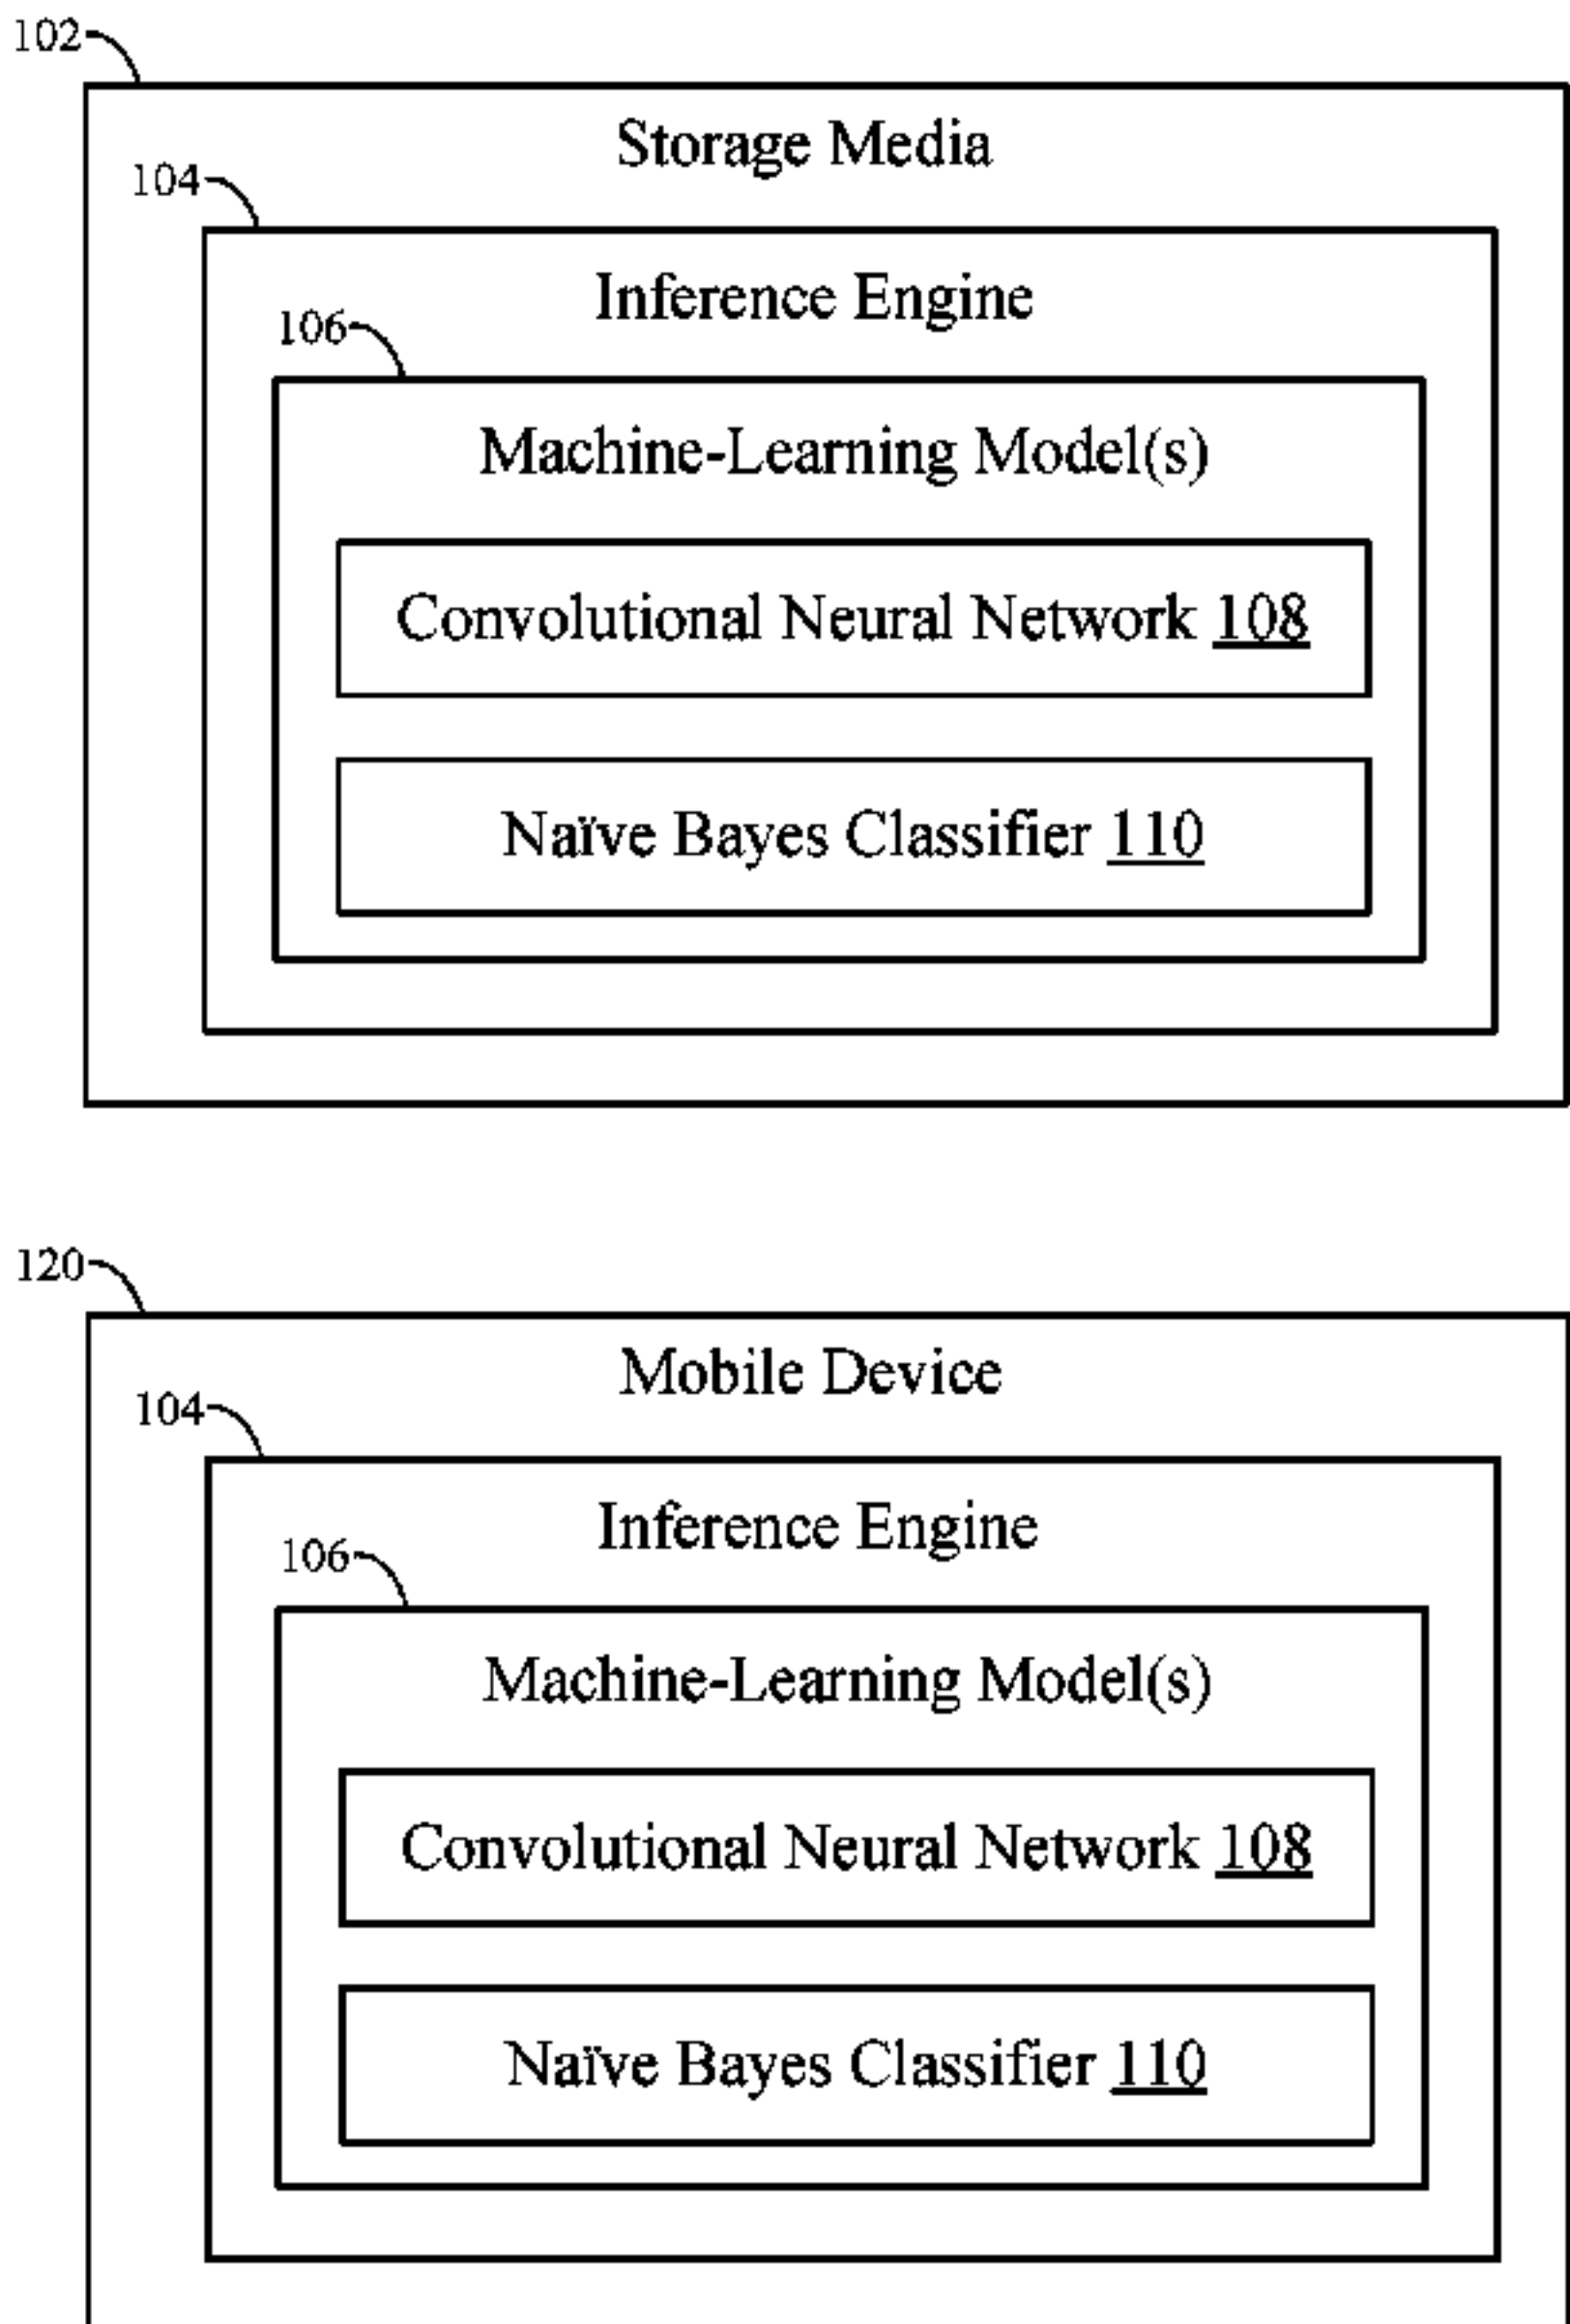 102
Storage Media
104
Inference Engine
106
Machine-Learning Model(s)
Convolutional Neural Network 108
Naïve Bayes Classifier 110
120
Mobile Device
104
Inference Engine
106
Machine-Learning Model(s)
Convolutional Neural Network 108
Naïve Bayes Classifier 110